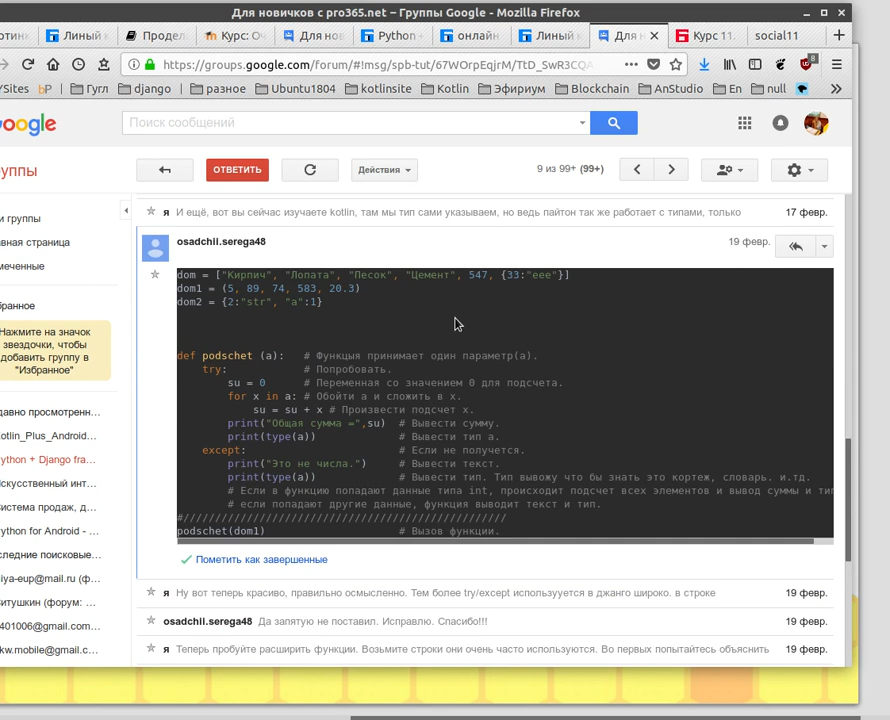 Для новичков с pro365.net – Группы Google - Mozilla Firefox
Линый
Продел
Курс: Оч
Для нов
Python +
онлайн
Линый к
Для н
Курс 11.
social11
https://groups.google.com/forum/#!msg/spb-tut/67WOrpEqjrM/TtD_SwR3CQA
8
Sites
bP
Гугл
django
разное
Ubuntu1804
kotlinsite
Kotlin
Эфириум
Blockchain
AnStudio
En
null
oogle
Поиск сообщений
уппы
ОТВЕТИТЬ
Действия
9 из 99+ (99+)
и группы
авная страница
меченные
бранное
Нажмите на значок
звездочки, чтобы
добавить группу в
"Избранное"
давно просмотренн…
otlin_Plus_Android…
ython + Django fra…
скусственный инт…
Система продаж, д…
ython for Android - …
следние поисковые…
iya-eup@mail.ru (ф…
итушкин (форум: …
401006@gmail.com…
kw.mobile@gmail.c…
я И ещё, вот вы сейчас изучаете kotlin, там мы тип сами указываем, но ведь пайтон так же работает с типами, только 17 февр.
osadchii.serega48 19 февр.
dom = ["Кирпич", "Лопата", "Песок", "Цемент", 547, {33:"еее"}]
dom1 = (5, 89, 74, 583, 20.3)
dom2 = {2:"str", "a":1}
def podschet (a): # Функцыя принимает один параметр(а).
try: # Попробовать.
su = 0 # Переменная со значением 0 для подсчета.
for x in a: # Обойти а и сложить в х.
su = su + x # Произвести подсчет х.
print("Общая сумма =",su) # Вывести сумму.
print(type(a)) # Вывести тип а.
except: # Если не получется.
print("Это не числа.") # Вывести текст.
print(type(a)) # Вывести тип. Тип вывожу что бы знать это кортеж, словарь. и.тд.
# Если в функцию попадают данные типа int, происходит подсчет всех элементов и вывод суммы и тип
# если попадают другие данные, функция выводит текст и тип.
#///////////////////////////////////////////////////
podschet(dom1) # Вызов функции.
Пометить как завершенные
я Ну вот теперь красиво, правильно осмысленно. Тем более try/except используется в джанго широко. в строке 19 февр.
osadchii.serega48 Да запятую не поставил. Исправлю. Спасибо!!! 19 февр.
я Теперь пробуйте расширить функции. Возьмите строки они очень часто используются. Во первых попытайтесь объяснить 19 февр.